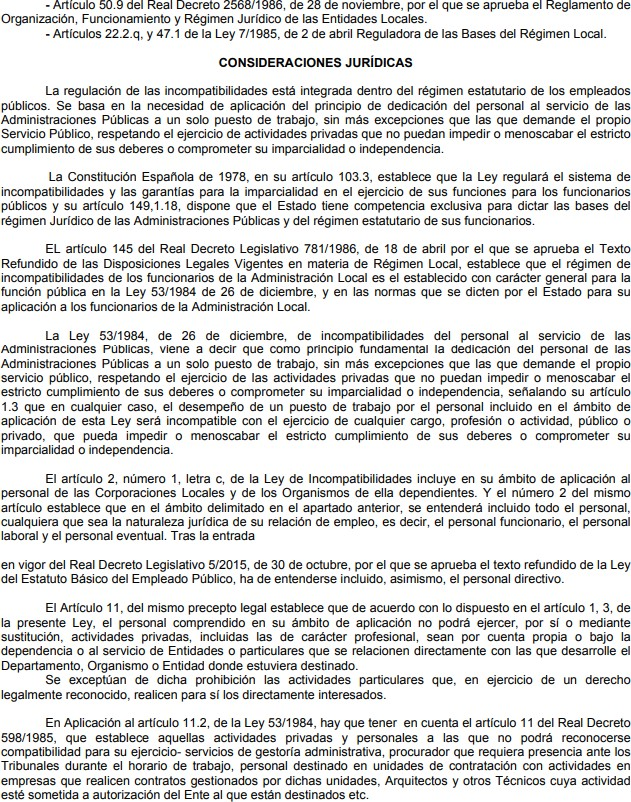 - Artículo 50.9 del Real Decreto 2568/1986, de 28 de noviembre, por el que se aprueba el Reglamento de
Organización, Funcionamiento y Régimen Jurídico de las Entidades Locales.
- Artículos 22.2.q, y 47.1 de la Ley 7/1985, de 2 de abril Reguladora de las Bases del Régimen Local.
CONSIDERACIONES JURÍDICAS
La regulación de las incompatibilidades está integrada dentro del régimen estatutario de los empleados
públicos. Se basa en la necesidad de aplicación del principio de dedicación del personal al servicio de las
Administraciones Públicas a un solo puesto de trabajo, sin más excepciones que las que demande el propio
Servicio Público, respetando el ejercicio de actividades privadas que no puedan impedir o menoscabar el estricto
cumplimiento de sus deberes o comprometer su imparcialidad o independencia.
La Constitución Española de 1978, en su artículo 103.3, establece que la Ley regulará el sistema de
incompatibilidades y las garantías para la imparcialidad en el ejercicio de sus funciones para los funcionarios
públicos y su artículo 149,1.18, dispone que el Estado tiene competencia exclusiva para dictar las bases del
régimen Jurídico de las Administraciones Públicas y del régimen estatutario de sus funcionarios.
EL artículo 145 del Real Decreto Legislativo 781/1986, de 18 de abril por el que se aprueba el Texto
Refundido de las Disposiciones Legales Vigentes en materia de Régimen Local, establece que el régimen de
incompatibilidades de los funcionarios de la Administración Local es el establecido con carácter general para la
función pública en la Ley 53/1984 de 26 de diciembre, y en las normas que se dicten por el Estado para su
aplicación a los funcionarios de la Administración Local.
La Ley 53/1984, de 26 de diciembre, de incompatibilidades del personal al servicio de las
Administraciones Públicas, viene a decir que como principio fundamental la dedicación del personal de las
Administraciones Públicas a un solo puesto de trabajo, sin más excepciones que las que demande el propio
servicio público, respetando el ejercicio de las actividades privadas que no puedan impedir o menoscabar el
estricto cumplimiento de sus deberes o comprometer su imparcialidad o independencia, señalando su artículo
1.3 que en cualquier caso, el desempeño de un puesto de trabajo por el personal incluido en el ámbito de
aplicación de esta Ley será incompatible con el ejercicio de cualquier cargo, profesión o actividad, público o
privado, que pueda impedir o menoscabar el estricto cumplimiento de sus deberes o comprometer su
imparcialidad o independencia.
El artículo 2, número 1, letra c, de la Ley de Incompatibilidades incluye en su ámbito de aplicación al
personal de las Corporaciones Locales y de los Organismos de ella dependientes. Y el número 2 del mismo
artículo establece que en el ámbito delimitado en el apartado anterior, se entenderá incluido todo el personal,
cualquiera que sea la naturaleza jurídica de su relación de empleo, es decir, el personal funcionario, el personal
laboral y el personal eventual. Tras la entrada
en vigor del Real Decreto Legislativo 5/2015, de 30 de octubre, por el que se aprueba el texto refundido de la Ley
del Estatuto Básico del Empleado Público, ha de entenderse incluido, asimismo, el personal directivo.
El Artículo 11, del mismo precepto legal establece que de acuerdo con lo dispuesto en el artículo 1, 3, de
la presente Ley, el personal comprendido en su ámbito de aplicación no podrá ejercer, por sí o mediante
sustitución, actividades privadas, incluidas las de carácter profesional, sean por cuenta propia o bajo la
dependencia o al servicio de Entidades o particulares que se relacionen directamente con las que desarrolle el
Departamento, Organismo o Entidad donde estuviera destinado.
Se exceptúan de dicha prohibición las actividades particulares que, en ejercicio de un derecho
legalmente reconocido, realicen para sí los directamente interesados.
En Aplicación al artículo 11.2, de la Ley 53/1984, hay que tener en cuenta el artículo 11 del Real Decreto
598/1985, que establece aquellas actividades privadas y personales a las que no podrá reconocerse
compatibilidad para su ejercicio- servicios de gestoría administrativa, procurador que requiera presencia ante los
Tribunales durante el horario de trabajo, personal destinado en unidades de contratación con actividades en
empresas que realicen contratos gestionados por dichas unidades, Arquitectos y otros Técnicos cuya actividad
esté sometida a autorización del Ente al que están destinados etc.